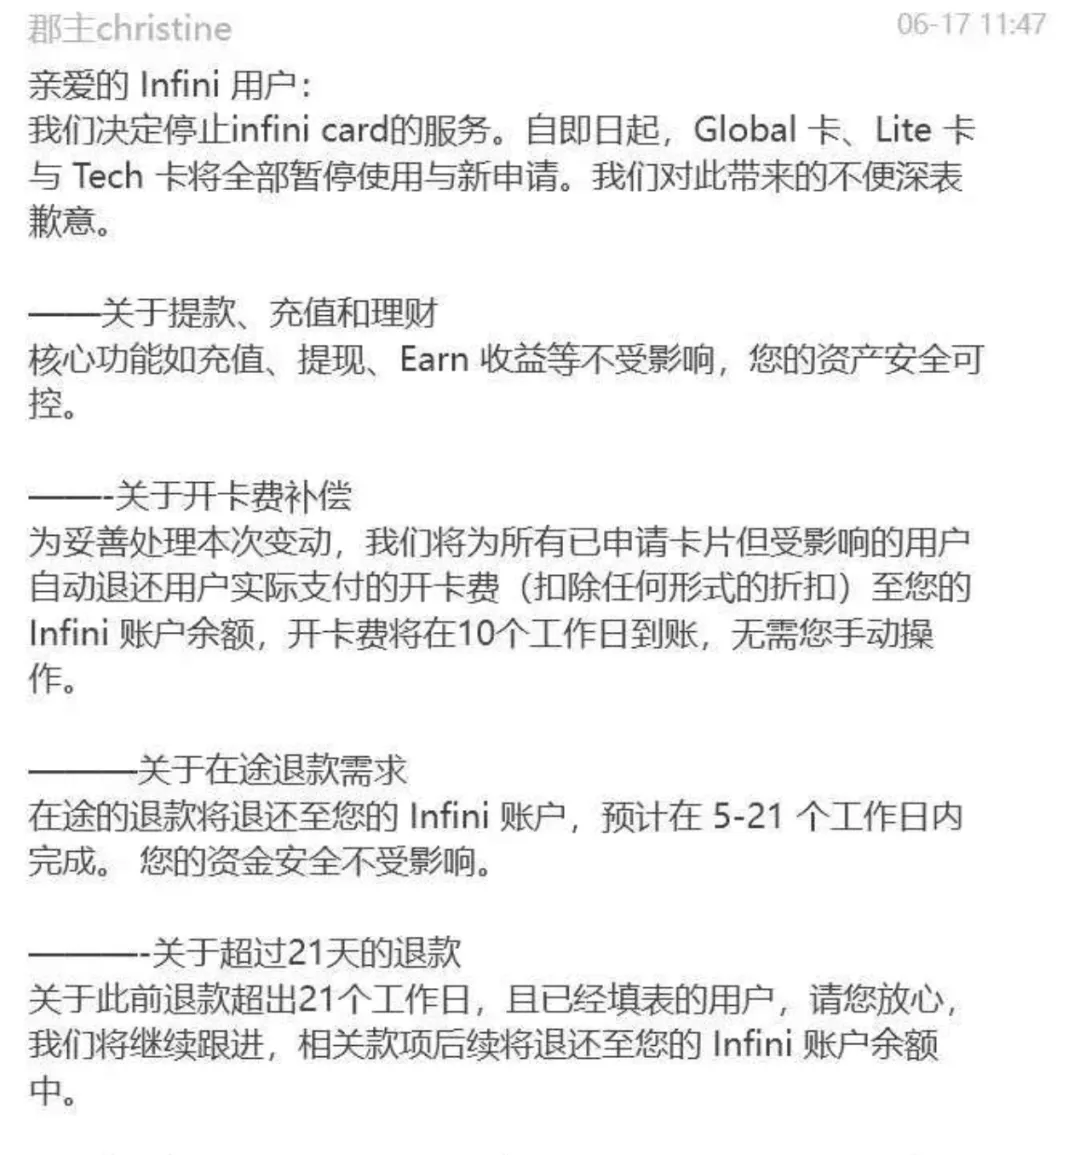 郡主christine
06-17 11:47
亲爱的 Infini 用户：
我们决定停止infini card的服务。自即日起，Global 卡、Lite 卡
与 Tech 卡将全部暂停使用与新申请。我们对此带来的不便深表
歉意。
——关于提款、充值和理财
核心功能如充值、提现、Earn 收益等不受影响，您的资产安全可
控。
——-关于开卡费补偿
为妥善处理本次变动，我们将为所有已申请卡片但受影响的用户
自动退还用户实际支付的开卡费（扣除任何形式的折扣）至您的
Infini 账户余额，开卡费将在10个工作日到账，无需您手动操
作。
———关于在途退款需求
在途的退款将退还至您的 Infini 账户，预计在 5-21 个工作日内
完成。 您的资金安全不受影响。
———-关于超过21天的退款
关于此前退款超出21个工作日，且已经填表的用户，请您放心，
我们将继续跟进，相关款项后续将退还至您的 Infini 账户余额
中。